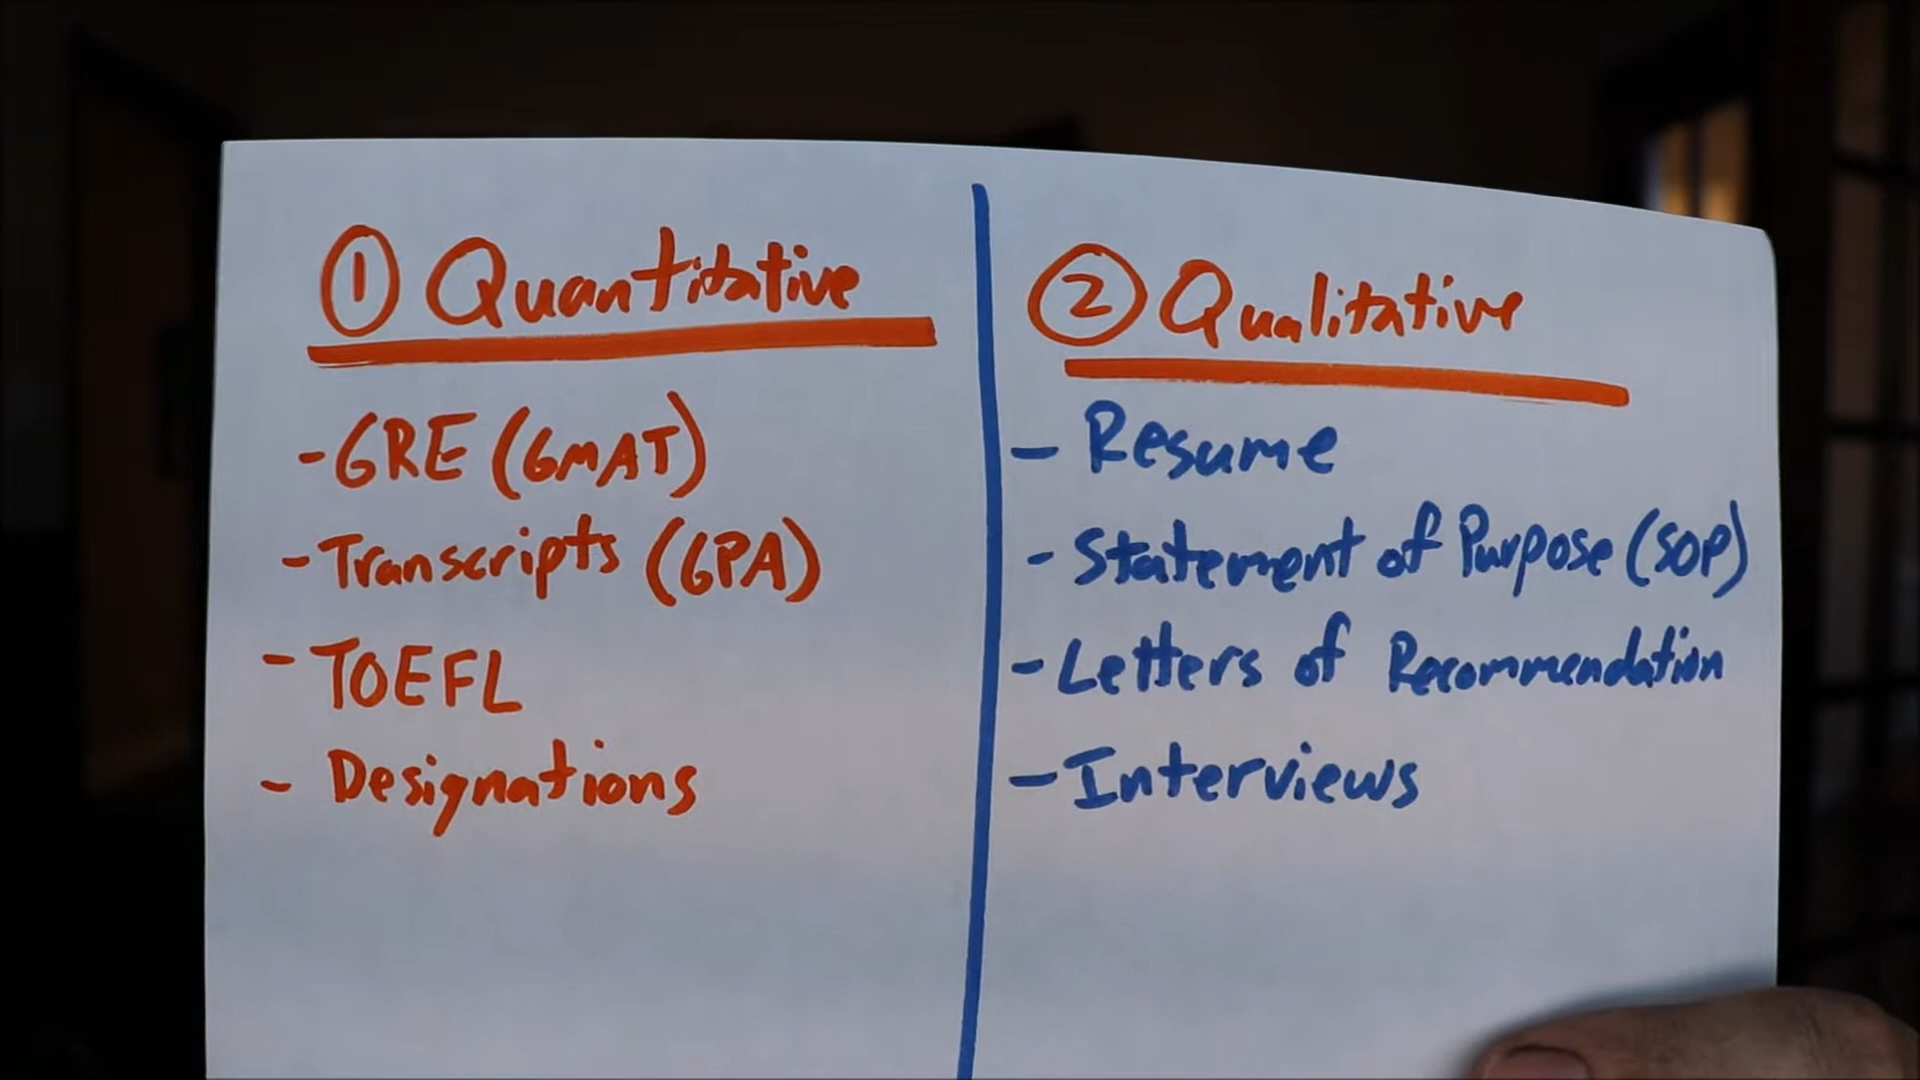 ① Quantitative
- GRE (GMAT)
- Transcripts (GPA)
- TOEFL
- Designations
② Qualitative
- Resume
- Statement of Purpose (SOP)
- Letters of Recommendation
- Interviews